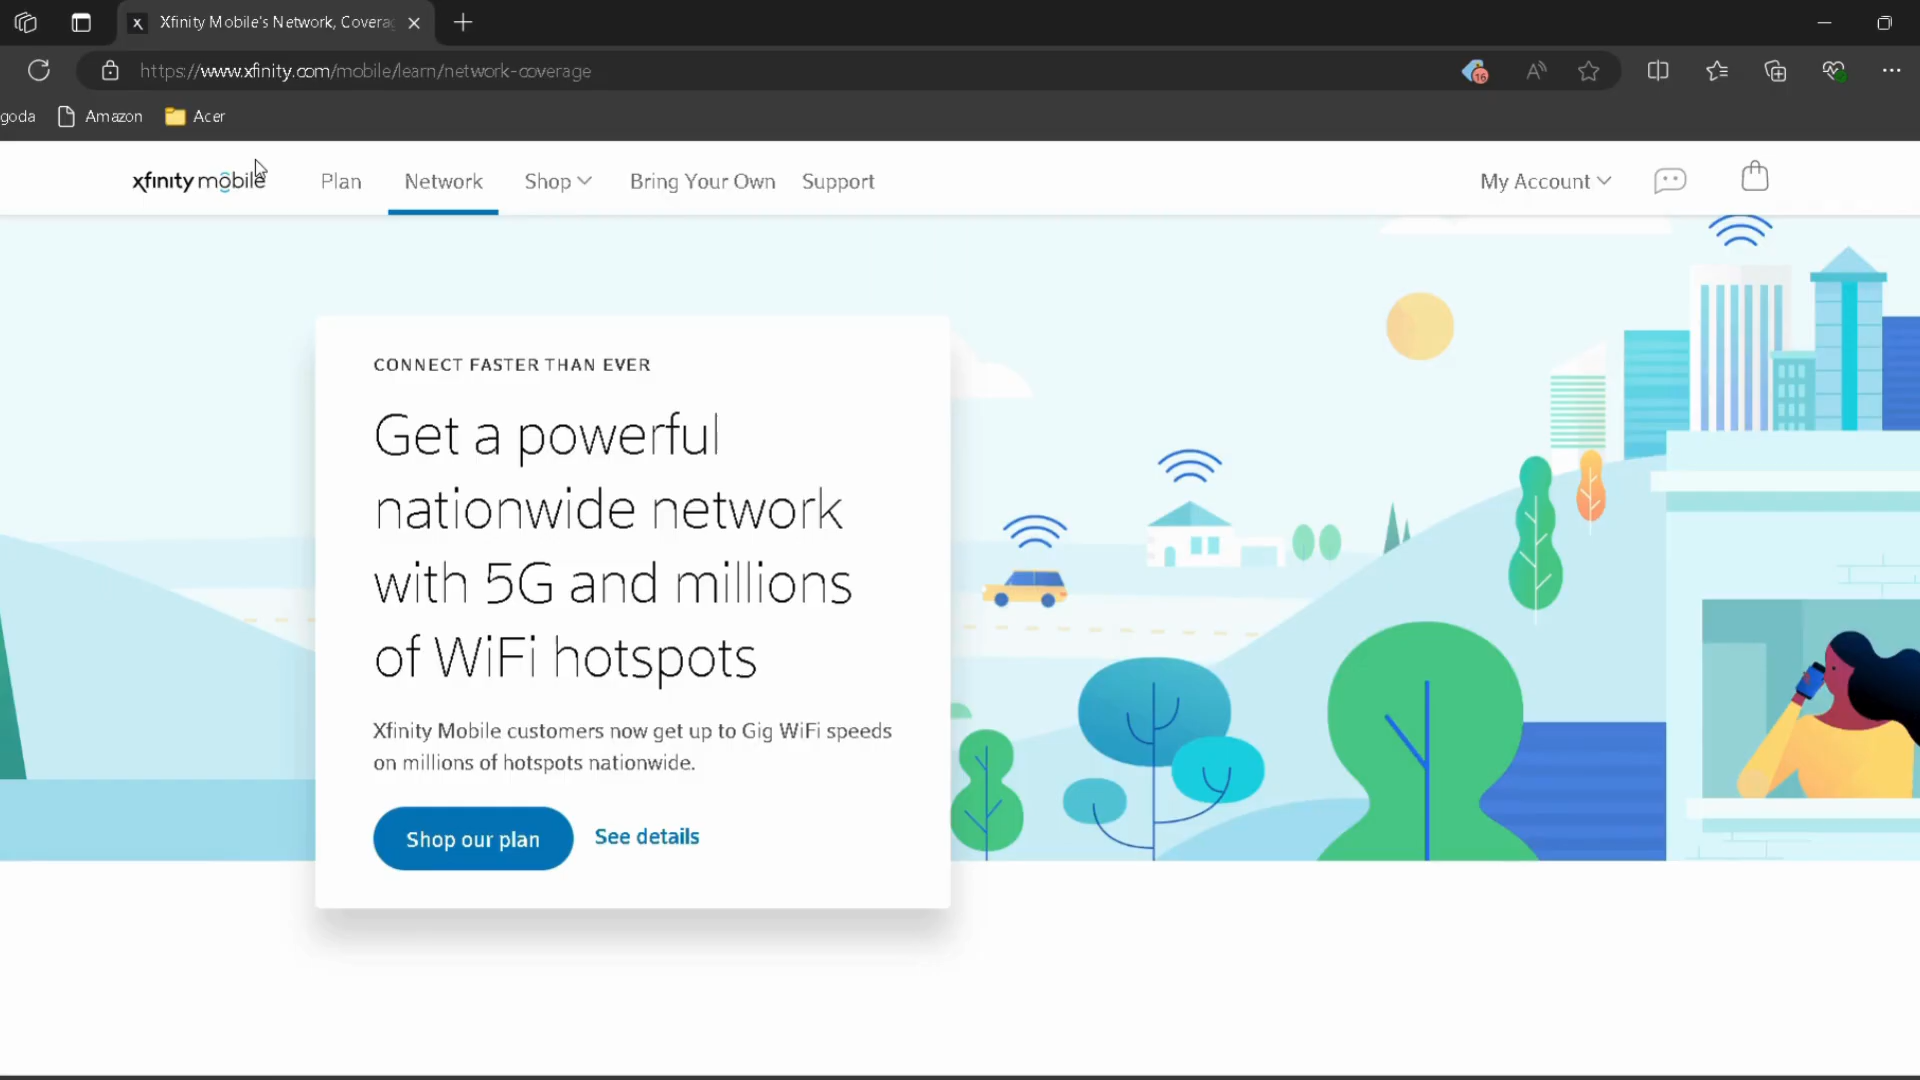 Xfinity Mobile's Network, Covera
https://www.xfinity.com/mobile/learn/network-coverage
16
goda Amazon Acer
xfinity mobile Plan Network Shop Bring Your Own Support My Account
CONNECT FASTER THAN EVER
Get a powerful
nationwide network
with 5G and millions
of WiFi hotspots
Xfinity Mobile customers now get up to Gig WiFi speeds
on millions of hotspots nationwide.
Shop our plan See details